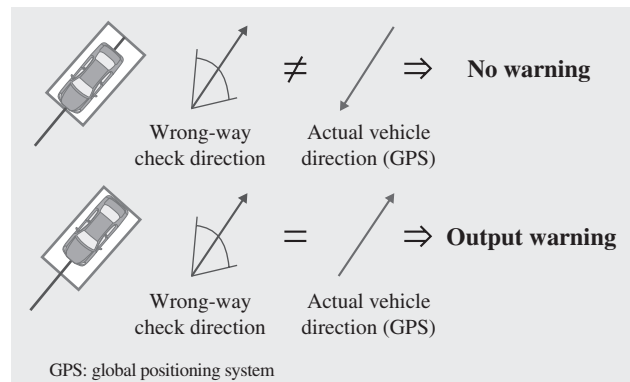 ≠ ⇒ No warning
Wrong-way
check direction
Actual vehicle
direction (GPS)
= ⇒ Output warning
Wrong-way
check direction
Actual vehicle
direction (GPS)
GPS: global positioning system